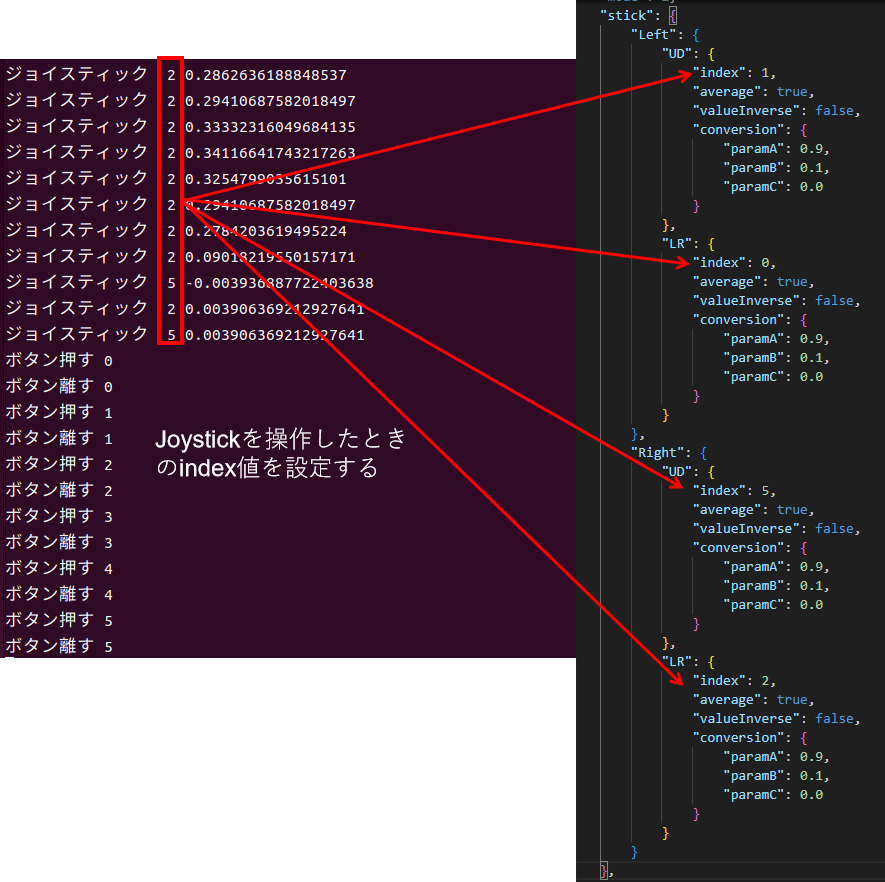 ジョイスティック 2 0.2862636188848537
ジョイスティック 2 0.29410687582018497
ジョイスティック 2 0.33332316049684135
ジョイスティック 2 0.34116641743217263
ジョイスティック 2 0.3254799035615101
ジョイスティック 2 0.29410687582018497
ジョイスティック 2 0.2784203619495224
ジョイスティック 2 0.09018219550157171
ジョイスティック 5 -0.003936887722403638
ジョイスティック 2 0.003906369212927641
ジョイスティック 5 0.003906369212927641
ボタン押す 0
ボタン離す 0
ボタン押す 1
ボタン離す 1
ボタン押す 2
ボタン離す 2
ボタン押す 3
ボタン離す 3
ボタン押す 4
ボタン離す 4
ボタン押す 5
ボタン離す 5
Joystickを操作したとき
のindex値を設定する
"stick": {
"Left": {
"UD": {
"index": 1,
"average": true,
"valueInverse": false,
"conversion": {
"paramA": 0.9,
"paramB": 0.1,
"paramC": 0.0
}
},
"LR": {
"index": 0,
"average": true,
"valueInverse": false,
"conversion": {
"paramA": 0.9,
"paramB": 0.1,
"paramC": 0.0
}
}
},
"Right": {
"UD": {
"index": 5,
"average": true,
"valueInverse": false,
"conversion": {
"paramA": 0.9,
"paramB": 0.1,
"paramC": 0.0
}
},
"LR": {
"index": 2,
"average": true,
"valueInverse": false,
"conversion": {
"paramA": 0.9,
"paramB": 0.1,
"paramC": 0.0
}
}
}
},